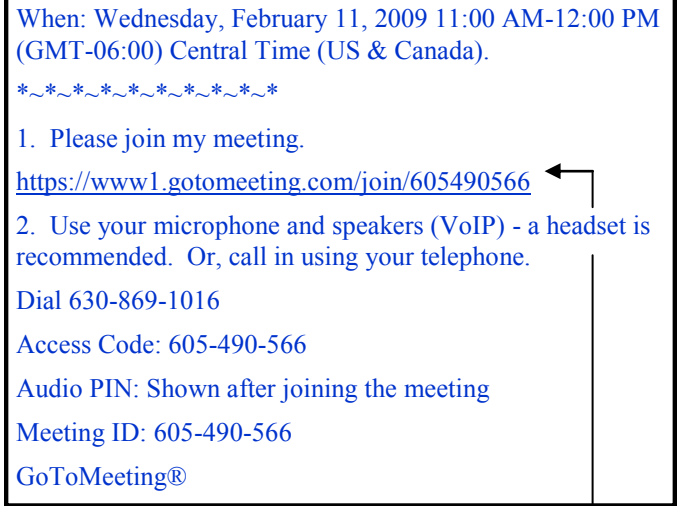 When: Wednesday, February 11, 2009 11:00 AM-12:00 PM
(GMT-06:00) Central Time (US & Canada).
*~*~*~*~*~*~*~*~*~*
1.  Please join my meeting.
https://www1.gotomeeting.com/join/605490566
2.  Use your microphone and speakers (VoIP) - a headset is
recommended.  Or, call in using your telephone.
Dial 630-869-1016
Access Code: 605-490-566
Audio PIN: Shown after joining the meeting
Meeting ID: 605-490-566
GoToMeeting®